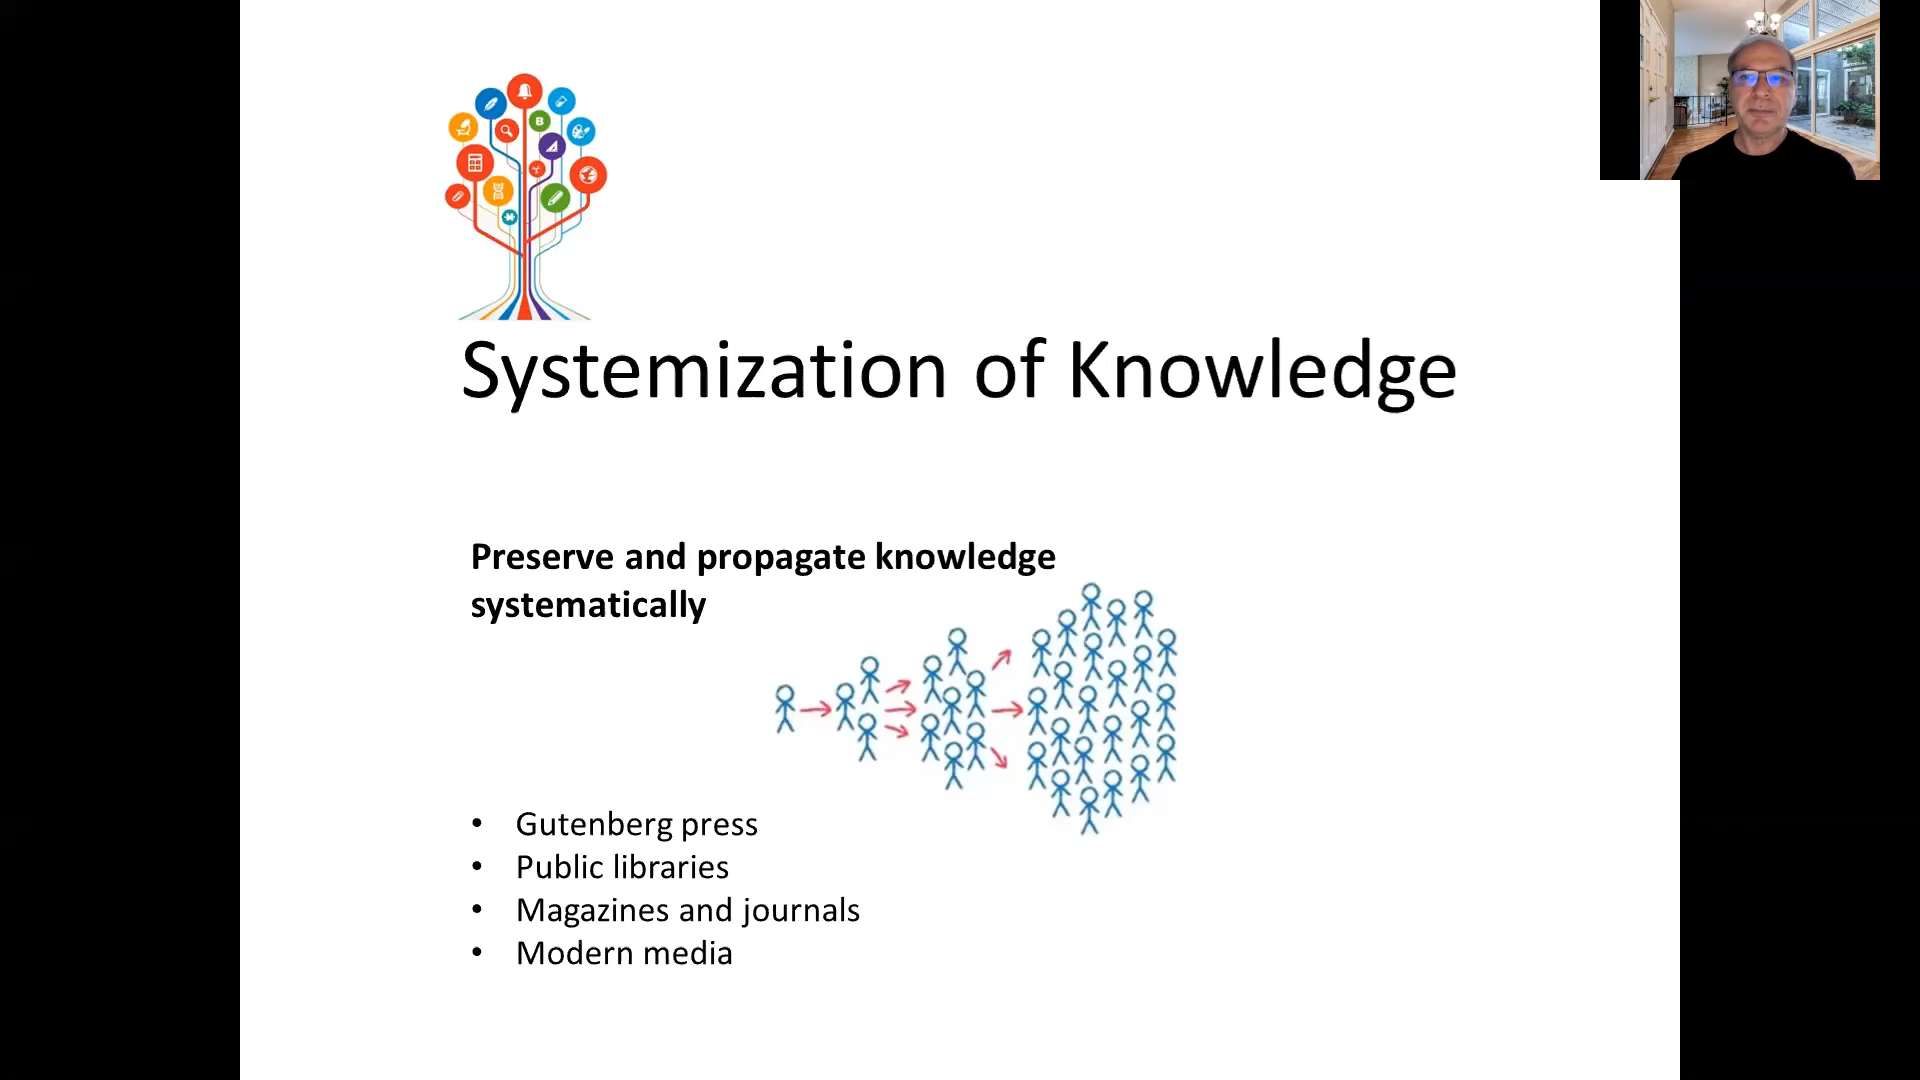 B
Systemization of Knowledge
Preserve and propagate knowledge
systematically
• Gutenberg press
• Public libraries
• Magazines and journals
• Modern media